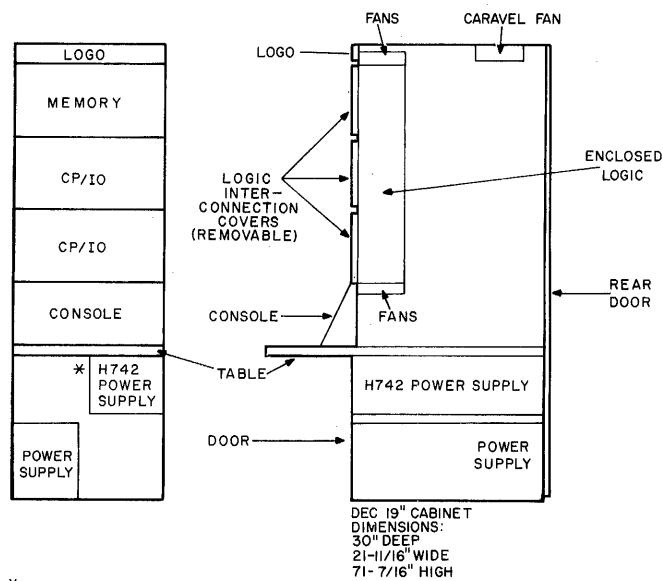 LOGO
MEMORY
CP/IO
CP/IO
CONSOLE
* H742
POWER
SUPPLY
POWER
SUPPLY
FANS
CARAVEL FAN
LOGO
LOGIC
INTER-
CONNECTION
COVERS
(REMOVABLE)
ENCLOSED
LOGIC
REAR
DOOR
CONSOLE
FANS
TABLE
H742 POWER SUPPLY
DOOR
POWER
SUPPLY
DEC 19" CABINET
DIMENSIONS:
30" DEEP
21-11/16" WIDE
71-7/16" HIGH